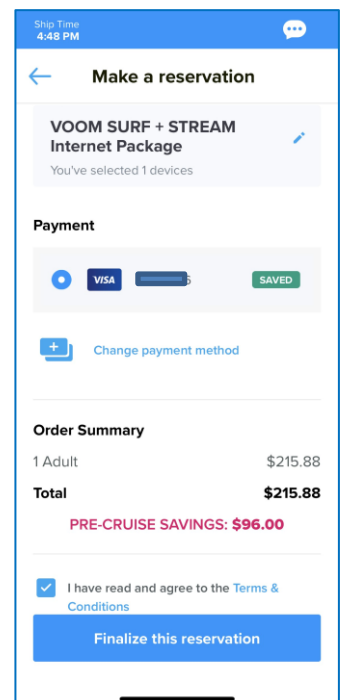 Ship Time
4:48 PM
Make a reservation
VOOM SURF + STREAM
Internet Package
You've selected 1 devices
Payment
VISA
SAVED
Change payment method
Order Summary
1 Adult $215.88
Total $215.88
PRE-CRUISE SAVINGS: $96.00
I have read and agree to the Terms &
Conditions
Finalize this reservation